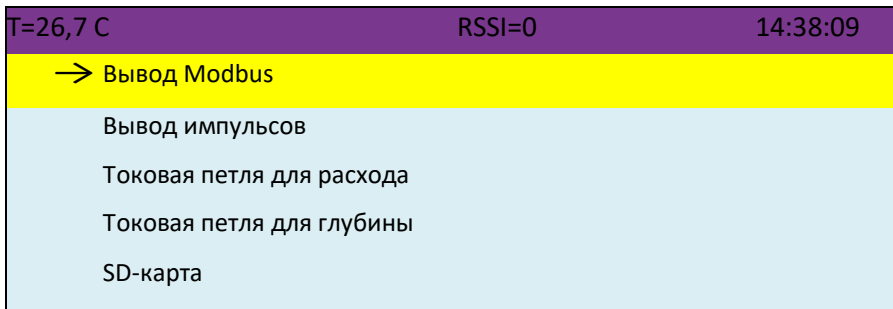 T=26,7 C RSSI=0 14:38:09
→ Вывод Modbus
Вывод импульсов
Токовая петля для расхода
Токовая петля для глубины
SD-карта